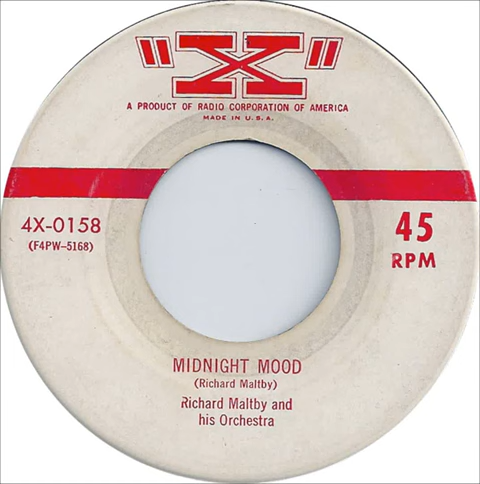 "X"
A PRODUCT OF RADIO CORPORATION OF AMERICA
MADE IN U.S.A.
4X-0158
(F4PW-5168)
45
RPM
MIDNIGHT MOOD
(Richard Maltby)
Richard Maltby and
his Orchestra